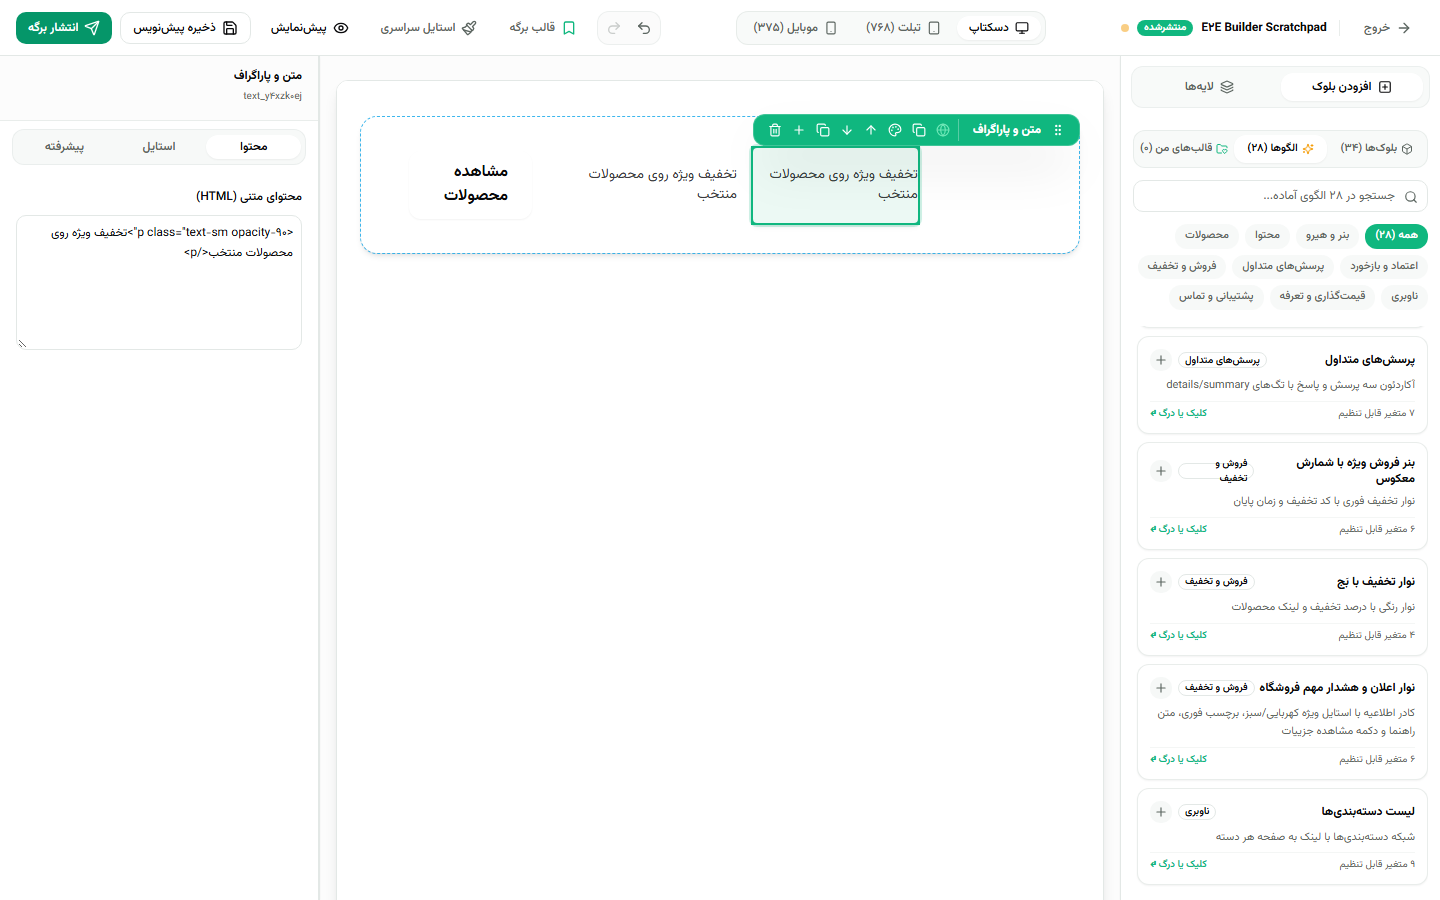 خروج
E۲E Builder Scratchpad
منتشرشده
دسکتاپ
تبلت (۷۶۸)
موبایل (۳۷۵)
قالب برگه
استایل سراسری
پیش‌نمایش
ذخیره پیش‌نویس
انتشار برگه
افزودن بلوک
لایه‌ها
بلوک‌ها (۳۴)
الگوها (۲۸)
قالب‌های من (۰)
جستجو در ۲۸ الگوی آماده...
همه (۲۸)
بنر و هیرو
محتوا
محصولات
اعتماد و بازخورد
پرسش‌های متداول
فروش و تخفیف
ناوبری
قیمت‌گذاری و تعرفه
پشتیبانی و تماس
پرسش‌های متداول
پرسش‌های متداول
آکاردئون سه پرسش و پاسخ با تگ‌های details/summary
۷ متغیر قابل تنظیم
کلیک یا درگ
بنر فروش ویژه با شمارش
معکوس
فروش و
تخفیف
نوار تخفیف فوری با کد تخفیف و زمان پایان
۶ متغیر قابل تنظیم
کلیک یا درگ
نوار تخفیف با بَج
فروش و تخفیف
نوار رنگی با درصد تخفیف و لینک محصولات
۴ متغیر قابل تنظیم
کلیک یا درگ
نوار اعلان و هشدار مهم فروشگاه
فروش و تخفیف
کادر اطلاعیه با استایل ویژه کهربایی/سبز، برچسب فوری، متن
راهنما و دکمه مشاهده جزییات
۶ متغیر قابل تنظیم
کلیک یا درگ
لیست دسته‌بندی‌ها
ناوبری
شبکه دسته‌بندی‌ها با لینک به صفحه هر دسته
۹ متغیر قابل تنظیم
کلیک یا درگ
متن و پاراگراف
تخفیف ویژه روی محصولات
منتخب
تخفیف ویژه روی محصولات
منتخب
مشاهده
محصولات
متن و پاراگراف
text_y۴xzk۰ej
محتوا
استایل
پیشرفته
محتوای متنی (HTML)
<p class="text-sm opacity-۹۰">تخفیف ویژه روی
محصولات منتخب</p>